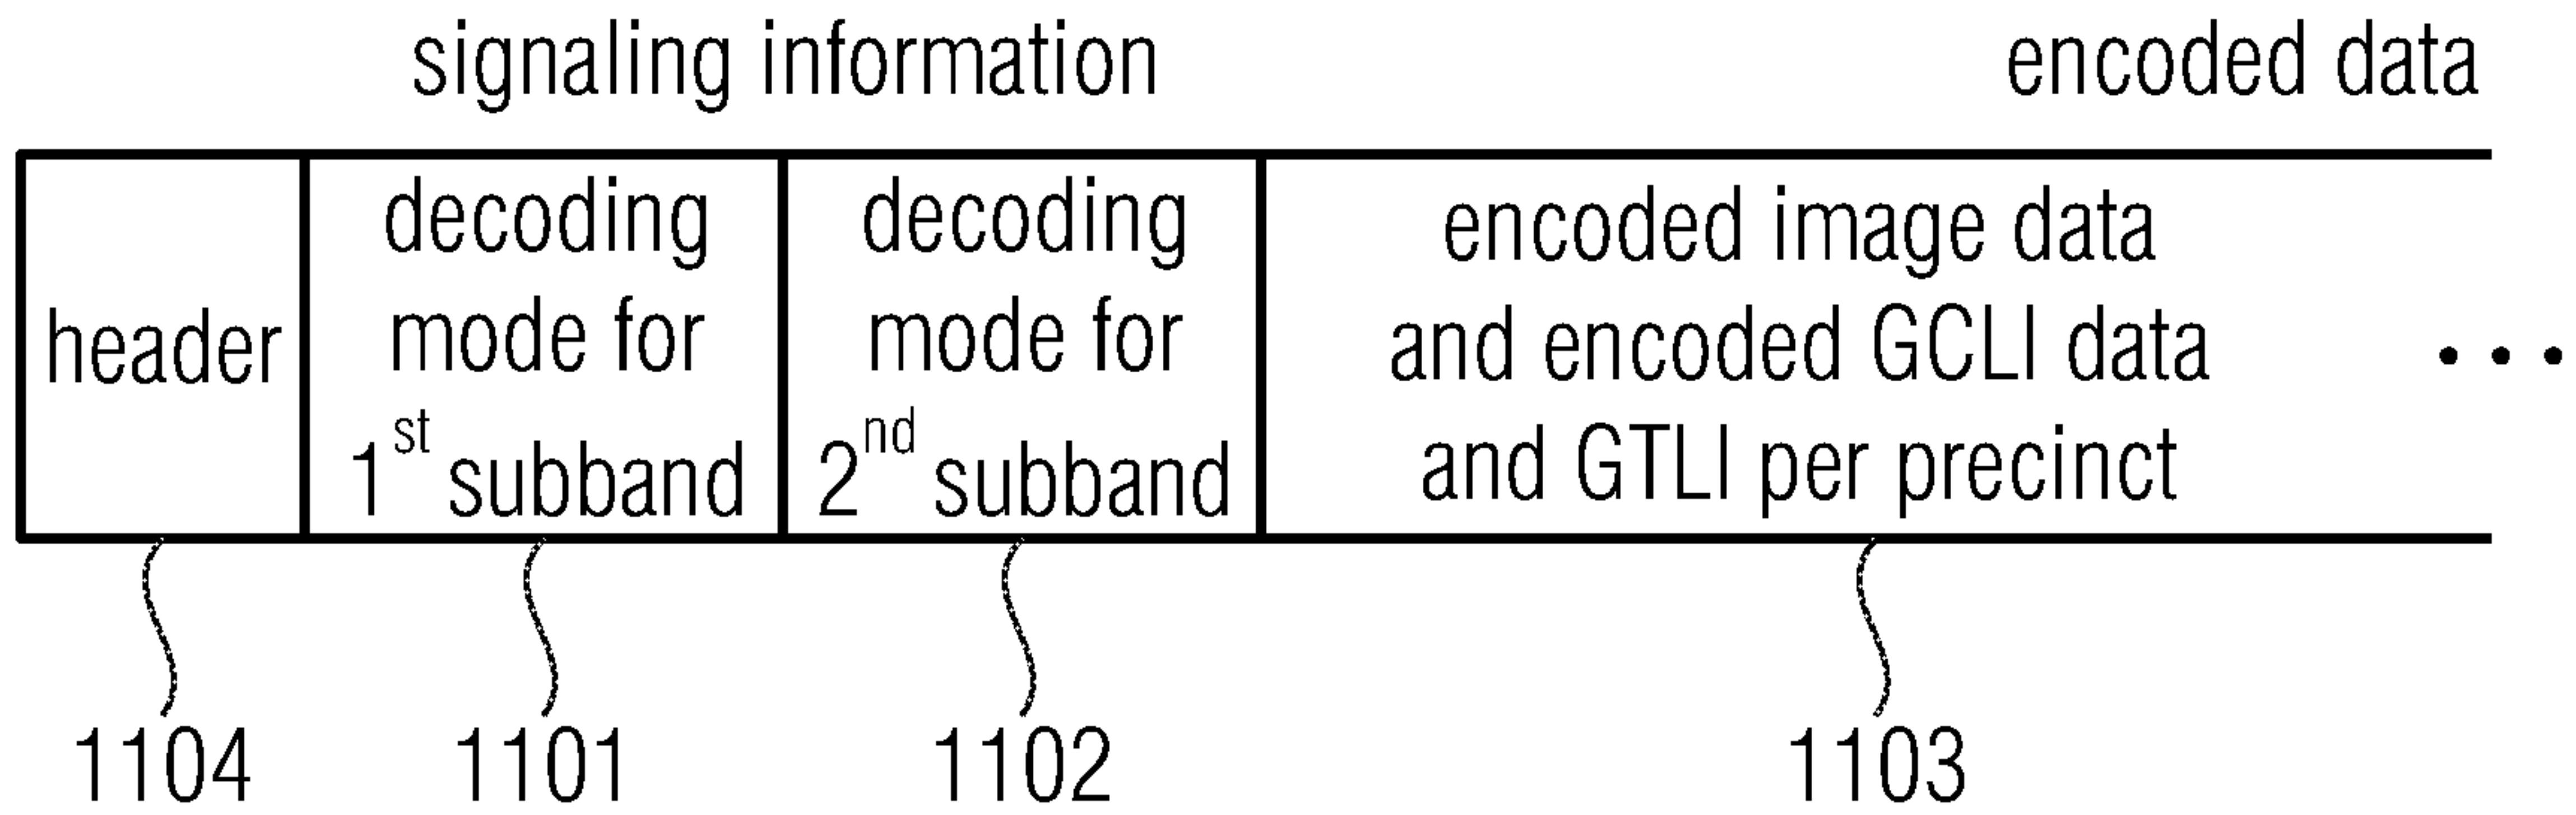 signaling information encoded data
header
decoding
mode for
1st subband
decoding
mode for
2nd subband
encoded image data
and encoded GCLI data
and GTLI per precinct
...
1104 1101 1102 1103